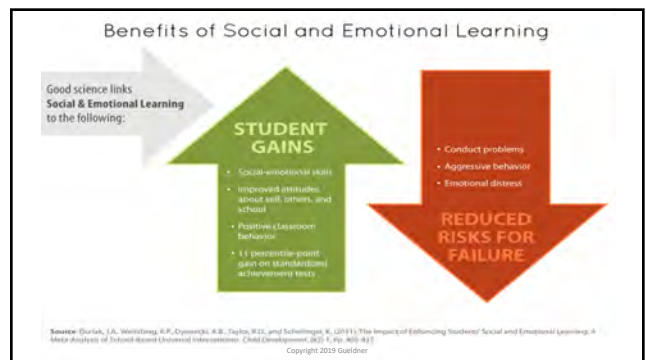 Benefits of Social and Emotional Learning
Good science links
Social & Emotional Learning
to the following:
STUDENT
GAINS
• Social-emotional skills
• Improved attitudes
about self, others, and
school
• Positive classroom
behavior
• 11 percentile-point
gain on standardized
achievement tests
• Conduct problems
• Aggressive behavior
• Emotional distress
REDUCED
RISKS FOR
FAILURE
Source: Durlak, J.A., Weissberg, R.P., Dymnicki, A.B., Taylor, R.D., and Schellinger, K. (2011) The Impact of Enhancing Students' Social and Emotional Learning: A
Meta-Analysis of School-Based Universal Interventions. Child Development, 82(1), pp. 405-432
Copyright 2019 Gueldner